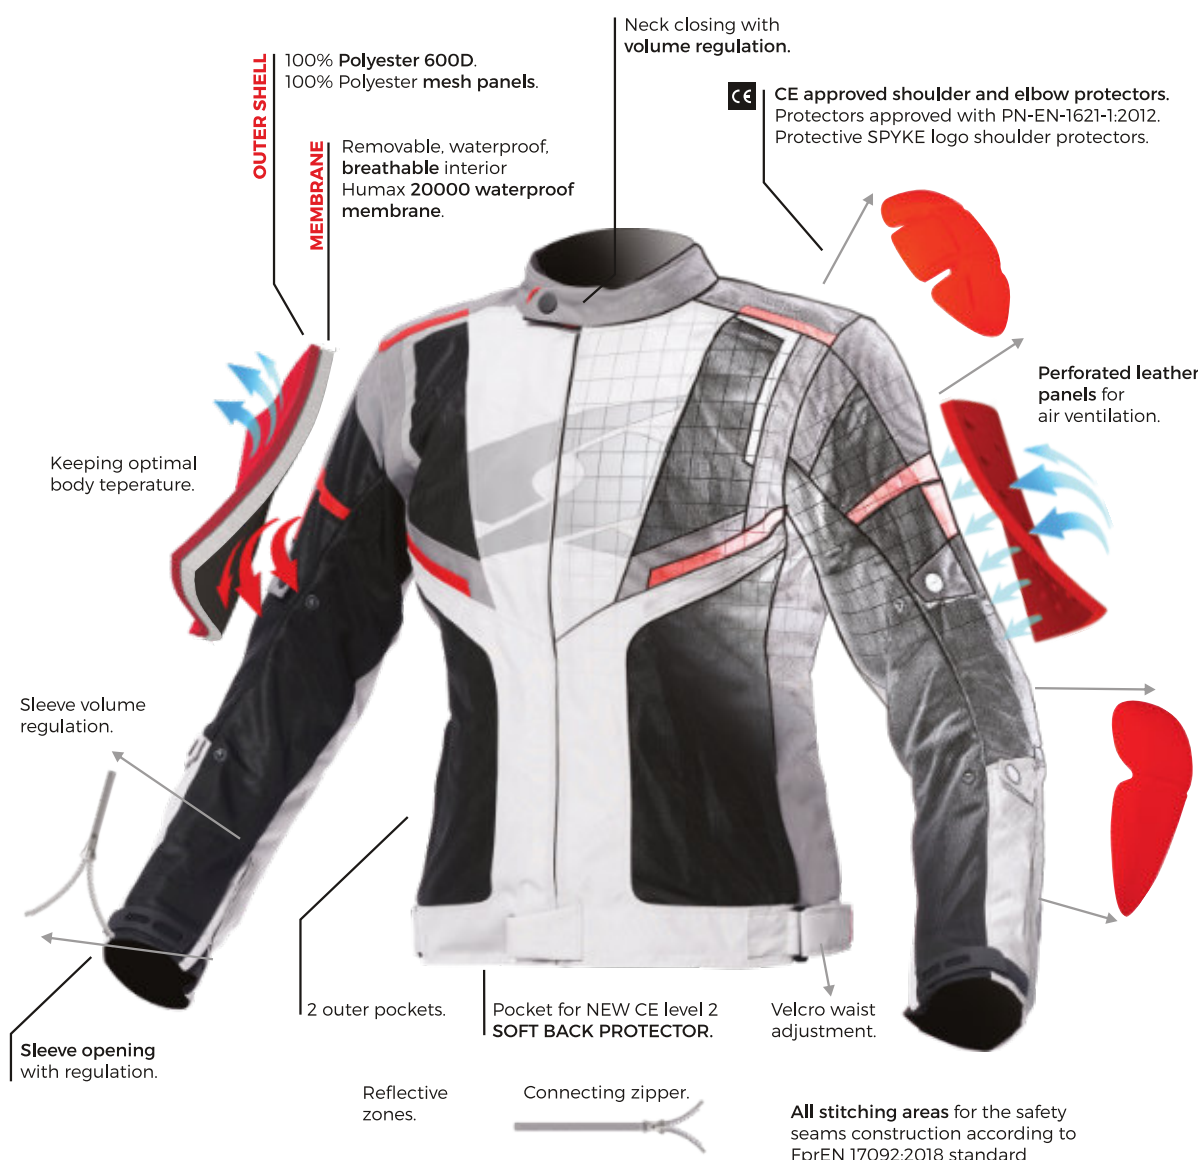 Neck closing with
volume regulation.
OUTER SHELL
100% Polyester 600D.
100% Polyester mesh panels.
CE
CE approved shoulder and elbow protectors.
Protectors approved with PN-EN-1621-1:2012.
Protective SPYKE logo shoulder protectors.
MEMBRANE
Removable, waterproof,
breathable interior
Humax 20000 waterproof
membrane.
Perforated leather
panels for
air ventilation.
Keeping optimal
body teperature.
Sleeve volume
regulation.
2 outer pockets.
Pocket for NEW CE level 2
SOFT BACK PROTECTOR.
Velcro waist
adjustment.
Sleeve opening
with regulation.
Reflective
zones.
Connecting zipper.
All stitching areas for the safety
seams construction according to
FprEN 17092:2018 standard